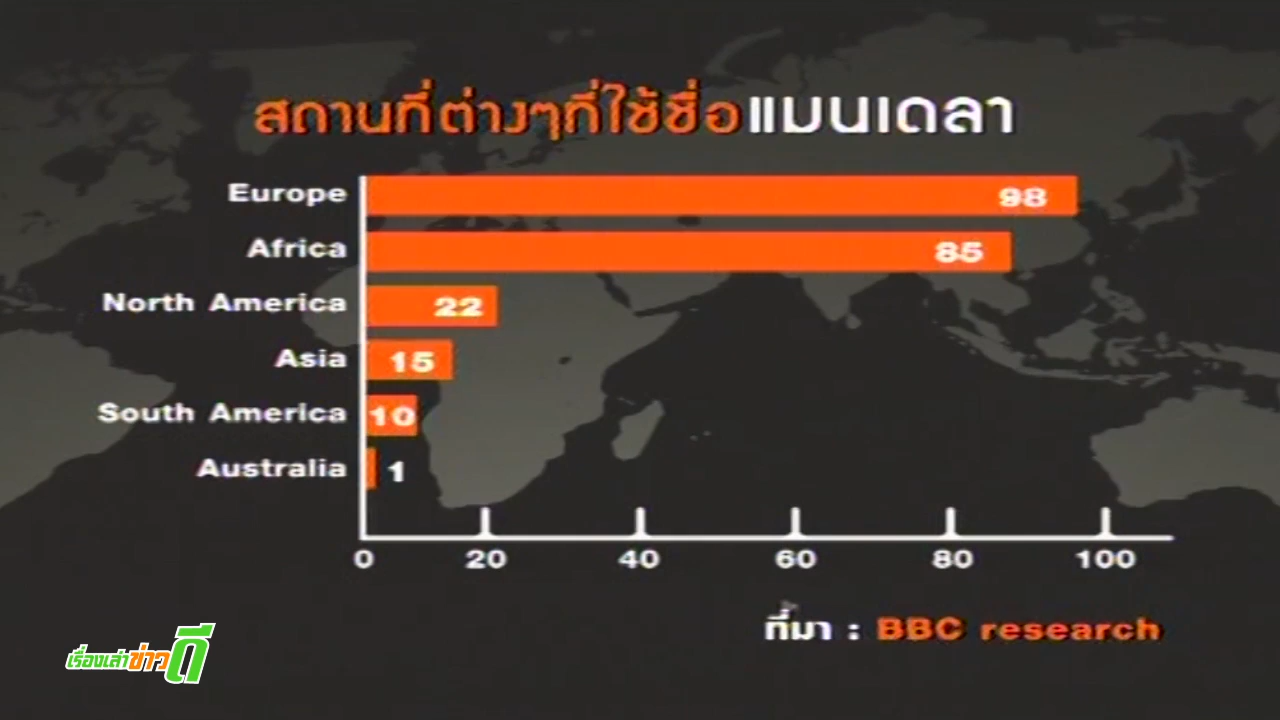 สถานที่ต่างๆที่ใช้ชื่อแมนเดลา
Europe 98
Africa 85
North America 22
Asia 15
South America 10
Australia 1
0 20 40 60 80 100
ที่มา : BBC research
เรื่องเล่าข่าวดี